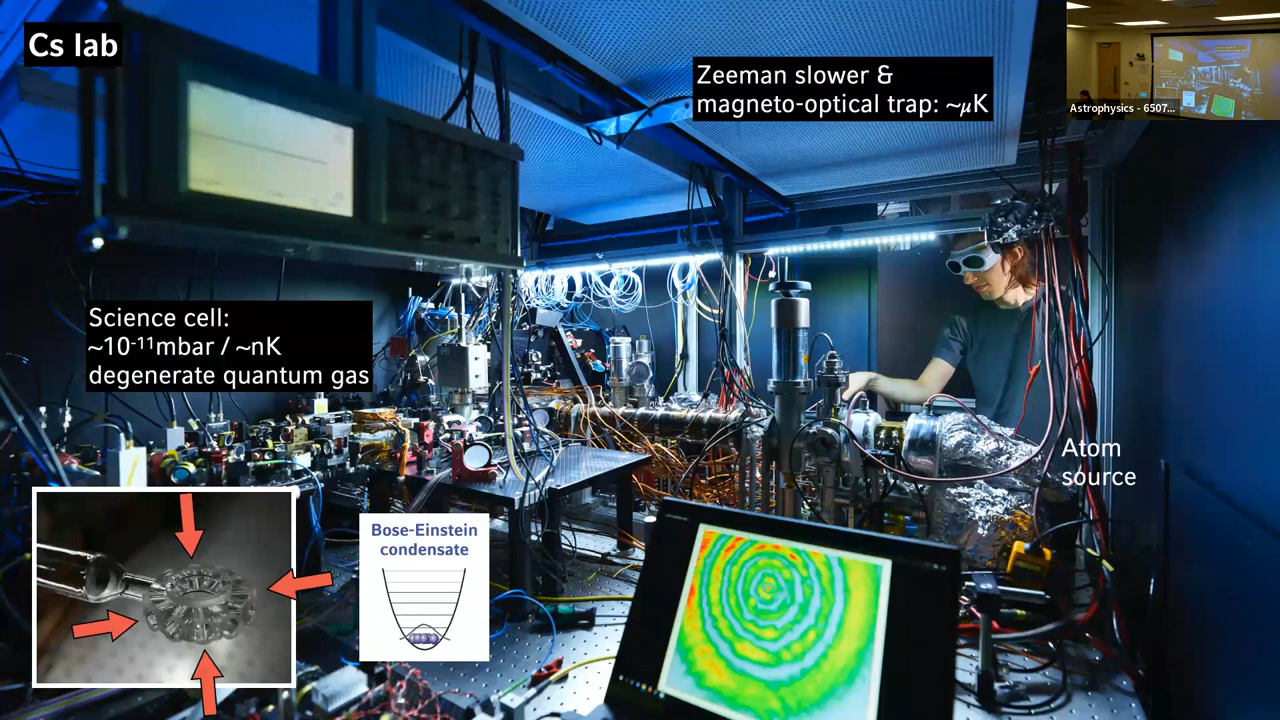 Cs lab
Zeeman slower &
magneto-optical trap: ~μK
Astrophysics - 6507...
Science cell:
~10⁻¹¹mbar / ~nK
degenerate quantum gas
Atom
source
Bose-Einstein
condensate